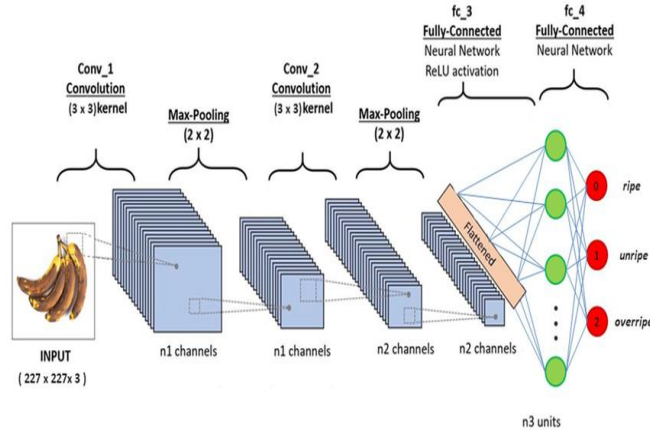 fc_3
Fully-Connected
Neural Network
ReLU activation
fc_4
Fully-Connected
Neural Network
Conv_1
Convolution
(3 x 3)kernel
Max-Pooling
(2 x 2)
Conv_2
Convolution
(3 x 3)kernel
Max-Pooling
(2 x 2)
Flattened
0
ripe
1
unripe
2
overripe
INPUT
( 227 x 227x 3 )
n1 channels
n1 channels
n2 channels
n2 channels
n3 units